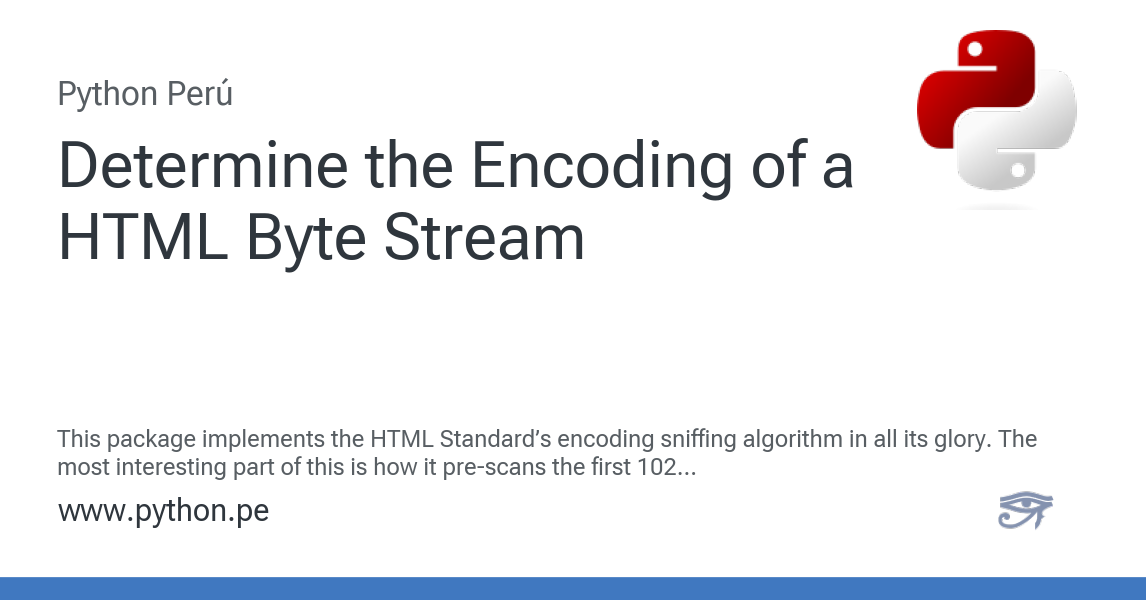 Python Perú
Determine the Encoding of a
HTML Byte Stream
This package implements the HTML Standard’s encoding sniffing algorithm in all its glory. The
most interesting part of this is how it pre-scans the first 102...
www.python.pe